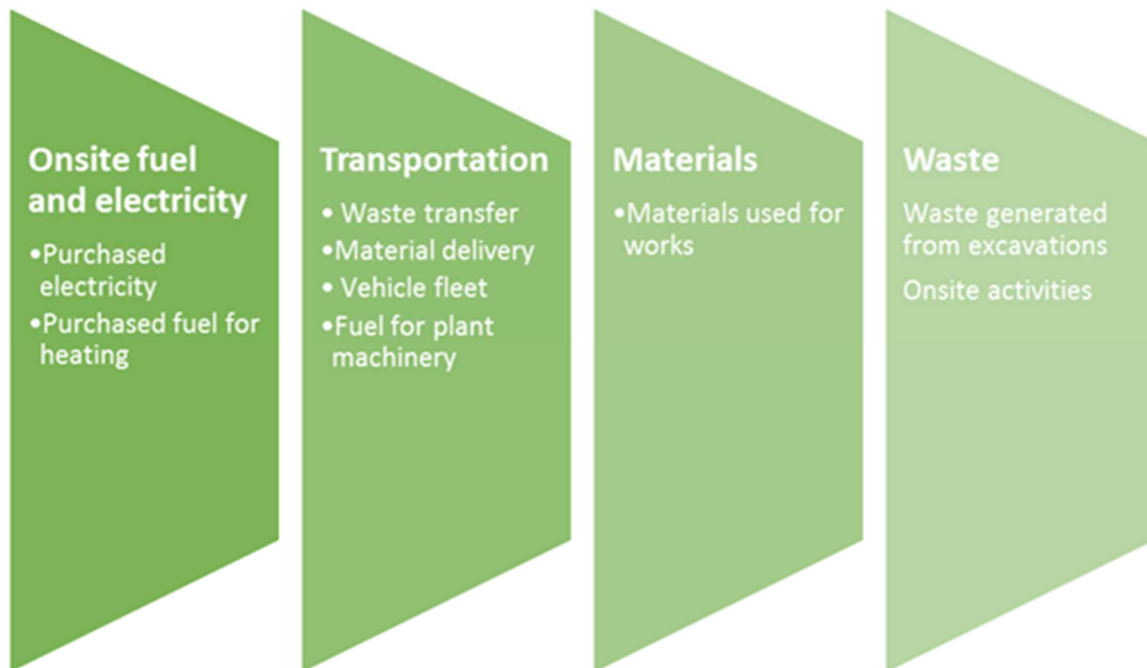 Onsite fuel
and electricity
•Purchased
electricity
•Purchased fuel for
heating
Transportation
• Waste transfer
•Material delivery
• Vehicle fleet
•Fuel for plant
machinery
Materials
•Materials used for
works
Waste
Waste generated
from excavations
Onsite activities